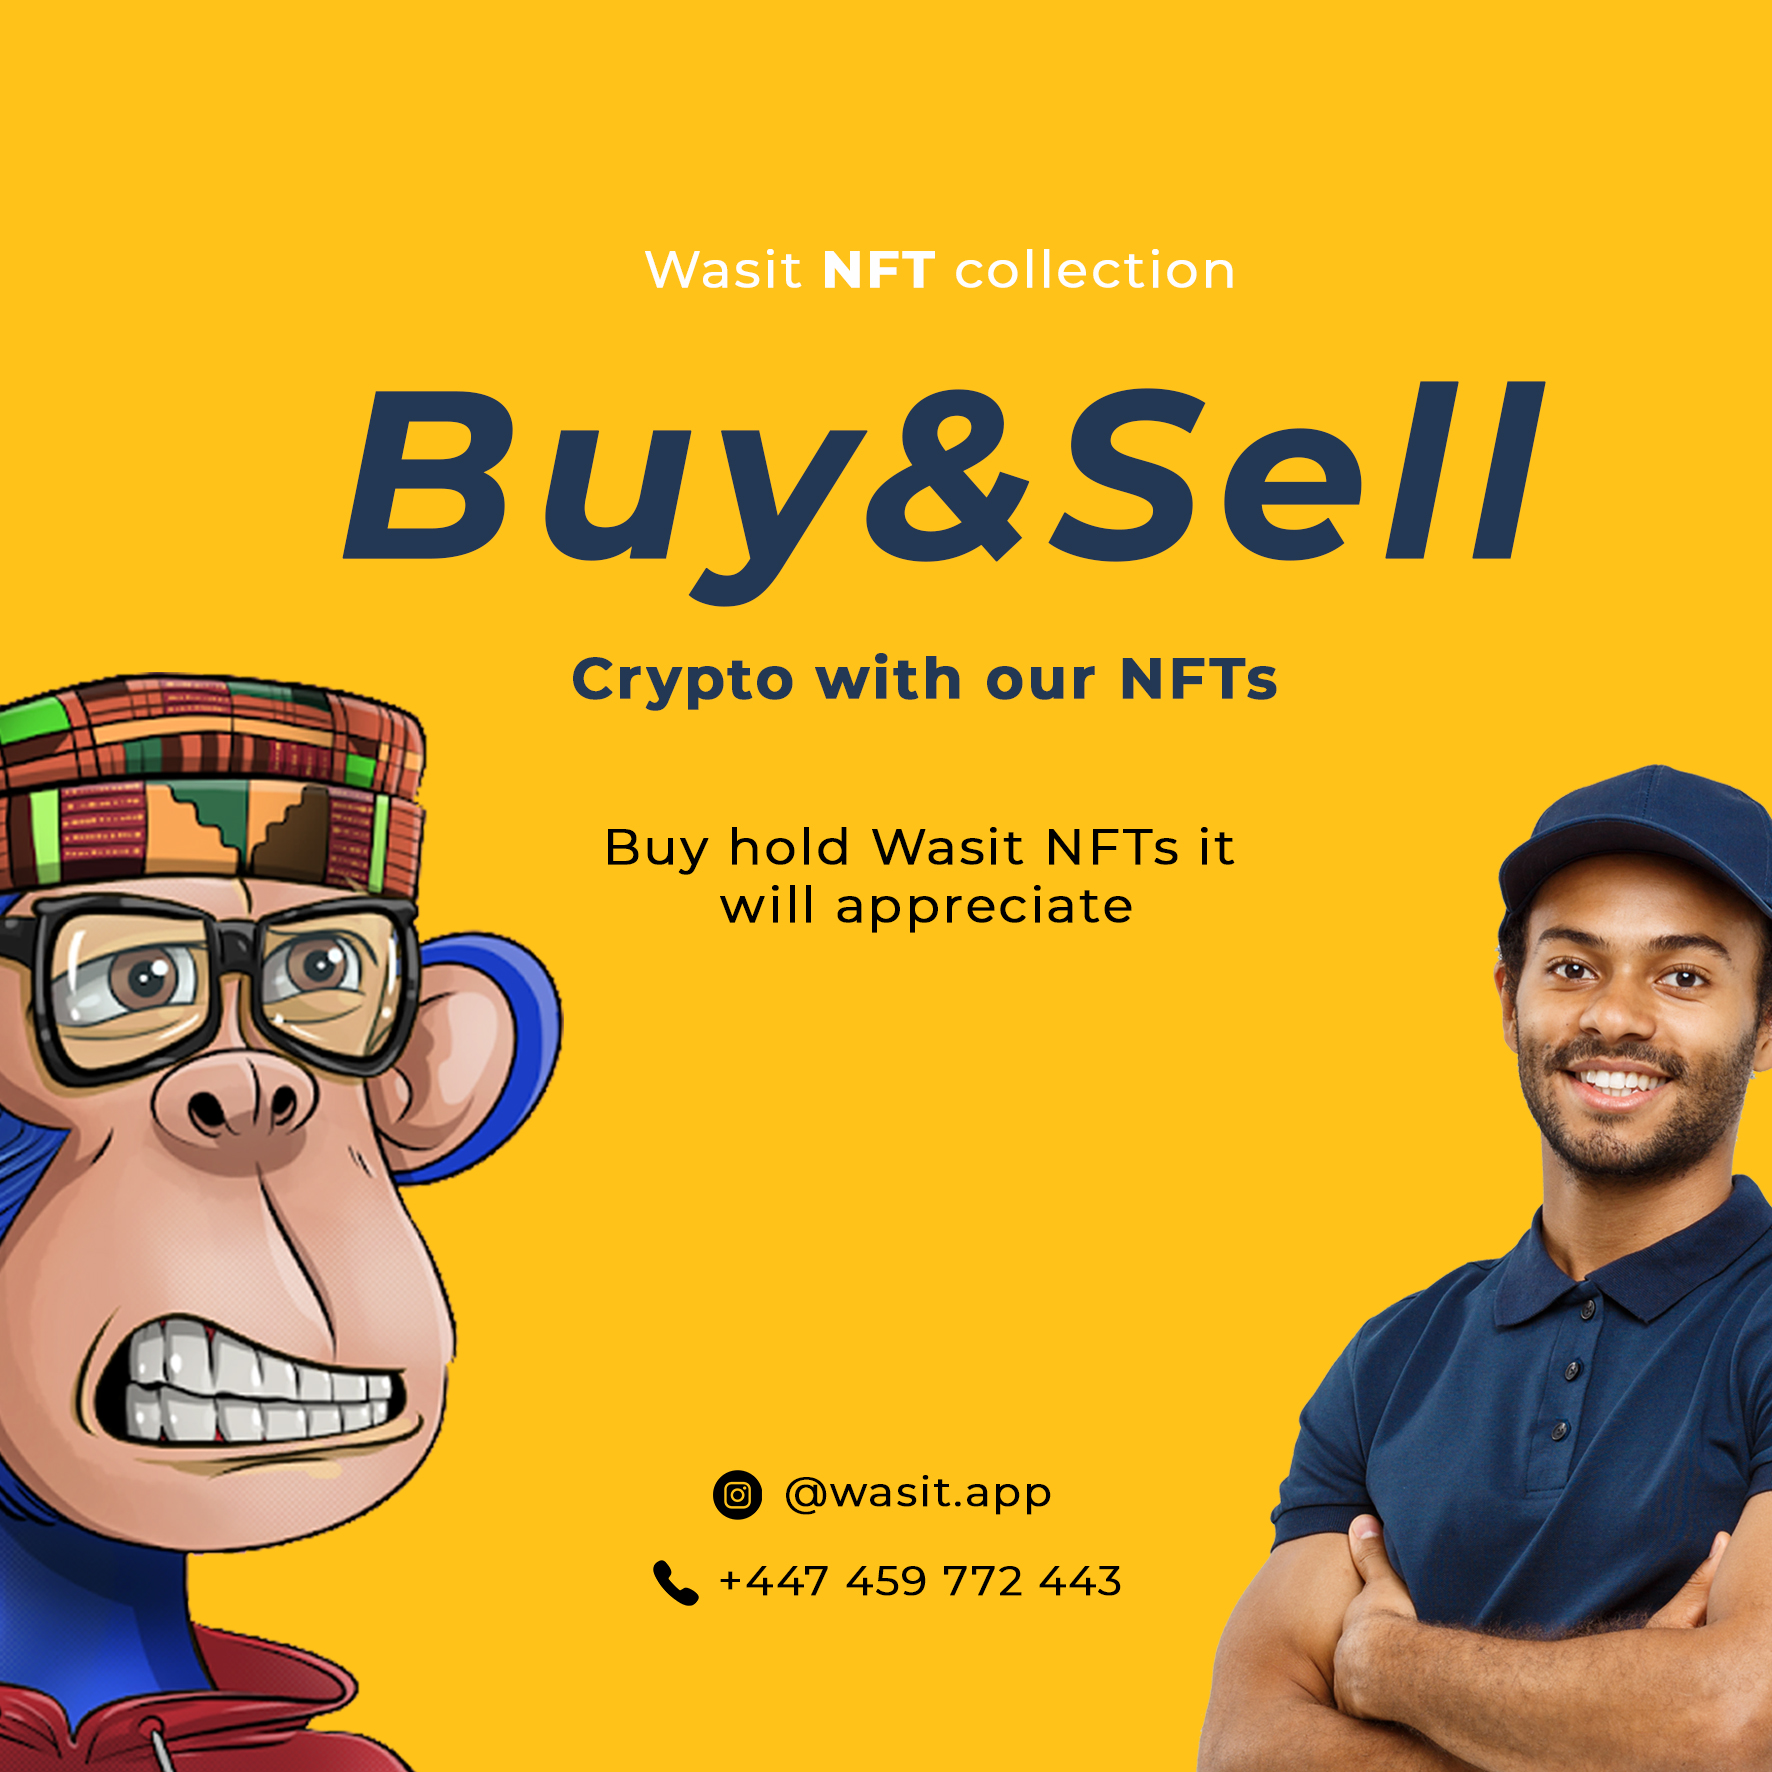 Wasit NFT collection
Buy&Sell
Crypto with our NFTs
Buy hold Wasit NFTs it
will appreciate
@wasit.app
+447 459 772 443